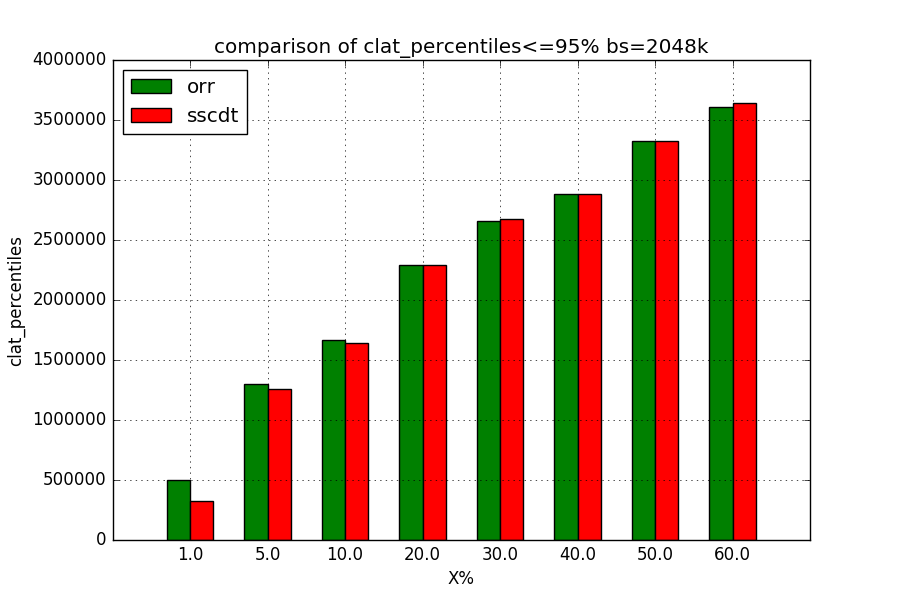 comparison of clat_percentiles<=95% bs=2048k
orr
sscdt
4000000
3500000
3000000
2500000
2000000
1500000
1000000
500000
0
clat_percentiles
1.0 5.0 10.0 20.0 30.0 40.0 50.0 60.0
X%